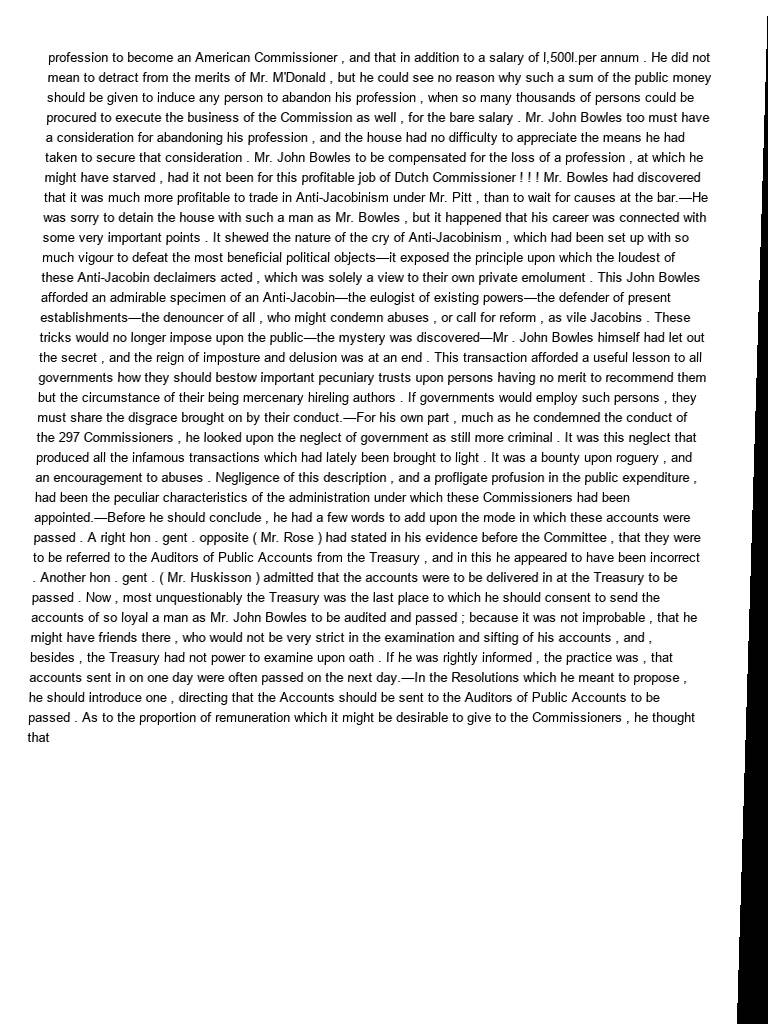 profession to become an American Commissioner , and that in addition to a salary of l,500l.per annum . He did not
mean to detract from the merits of Mr. M'Donald , but he could see no reason why such a sum of the public money
should be given to induce any person to abandon his profession , when so many thousands of persons could be
procured to execute the business of the Commission as well , for the bare salary . Mr. John Bowles too must have
a consideration for abandoning his profession , and the house had no difficulty to appreciate the means he had
taken to secure that consideration . Mr. John Bowles to be compensated for the loss of a profession , at which he
might have starved , had it not been for this profitable job of Dutch Commissioner ! ! ! Mr. Bowles had discovered
that it was much more profitable to trade in Anti-Jacobinism under Mr. Pitt , than to wait for causes at the bar.—He
was sorry to detain the house with such a man as Mr. Bowles , but it happened that his career was connected with
some very important points . It shewed the nature of the cry of Anti-Jacobinism , which had been set up with so
much vigour to defeat the most beneficial political objects—it exposed the principle upon which the loudest of
these Anti-Jacobin declaimers acted , which was solely a view to their own private emolument . This John Bowles
afforded an admirable specimen of an Anti-Jacobin—the eulogist of existing powers—the defender of present
establishments—the denouncer of all , who might condemn abuses , or call for reform , as vile Jacobins . These
tricks would no longer impose upon the public—the mystery was discovered—Mr . John Bowles himself had let out
the secret , and the reign of imposture and delusion was at an end . This transaction afforded a useful lesson to all
governments how they should bestow important pecuniary trusts upon persons having no merit to recommend them
but the circumstance of their being mercenary hireling authors . If governments would employ such persons , they
must share the disgrace brought on by their conduct.—For his own part , much as he condemned the conduct of
the 297 Commissioners , he looked upon the neglect of government as still more criminal . It was this neglect that
produced all the infamous transactions which had lately been brought to light . It was a bounty upon roguery , and
an encouragement to abuses . Negligence of this description , and a profligate profusion in the public expenditure ,
had been the peculiar characteristics of the administration under which these Commissioners had been
appointed.—Before he should conclude , he had a few words to add upon the mode in which these accounts were
passed . A right hon . gent . opposite ( Mr. Rose ) had stated in his evidence before the Committee , that they were
to be referred to the Auditors of Public Accounts from the Treasury , and in this he appeared to have been incorrect
. Another hon . gent . ( Mr. Huskisson ) admitted that the accounts were to be delivered in at the Treasury to be
passed . Now , most unquestionably the Treasury was the last place to which he should consent to send the
accounts of so loyal a man as Mr. John Bowles to be audited and passed ; because it was not improbable , that he
might have friends there , who would not be very strict in the examination and sifting of his accounts , and ,
besides , the Treasury had not power to examine upon oath . If he was rightly informed , the practice was , that
accounts sent in on one day were often passed on the next day.—In the Resolutions which he meant to propose ,
he should introduce one , directing that the Accounts should be sent to the Auditors of Public Accounts to be
passed . As to the proportion of remuneration which it might be desirable to give to the Commissioners , he thought
that